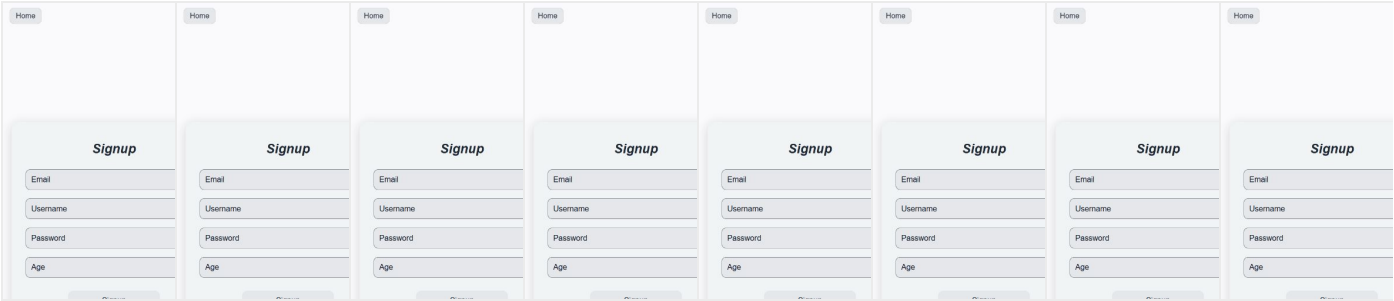 Home Home Home Home Home Home Home Home
Signup Signup Signup Signup Signup Signup Signup Signup
Email Email Email Email Email Email Email Email
Username Username Username Username Username Username Username Username
Password Password Password Password Password Password Password Password
Age Age Age Age Age Age Age Age